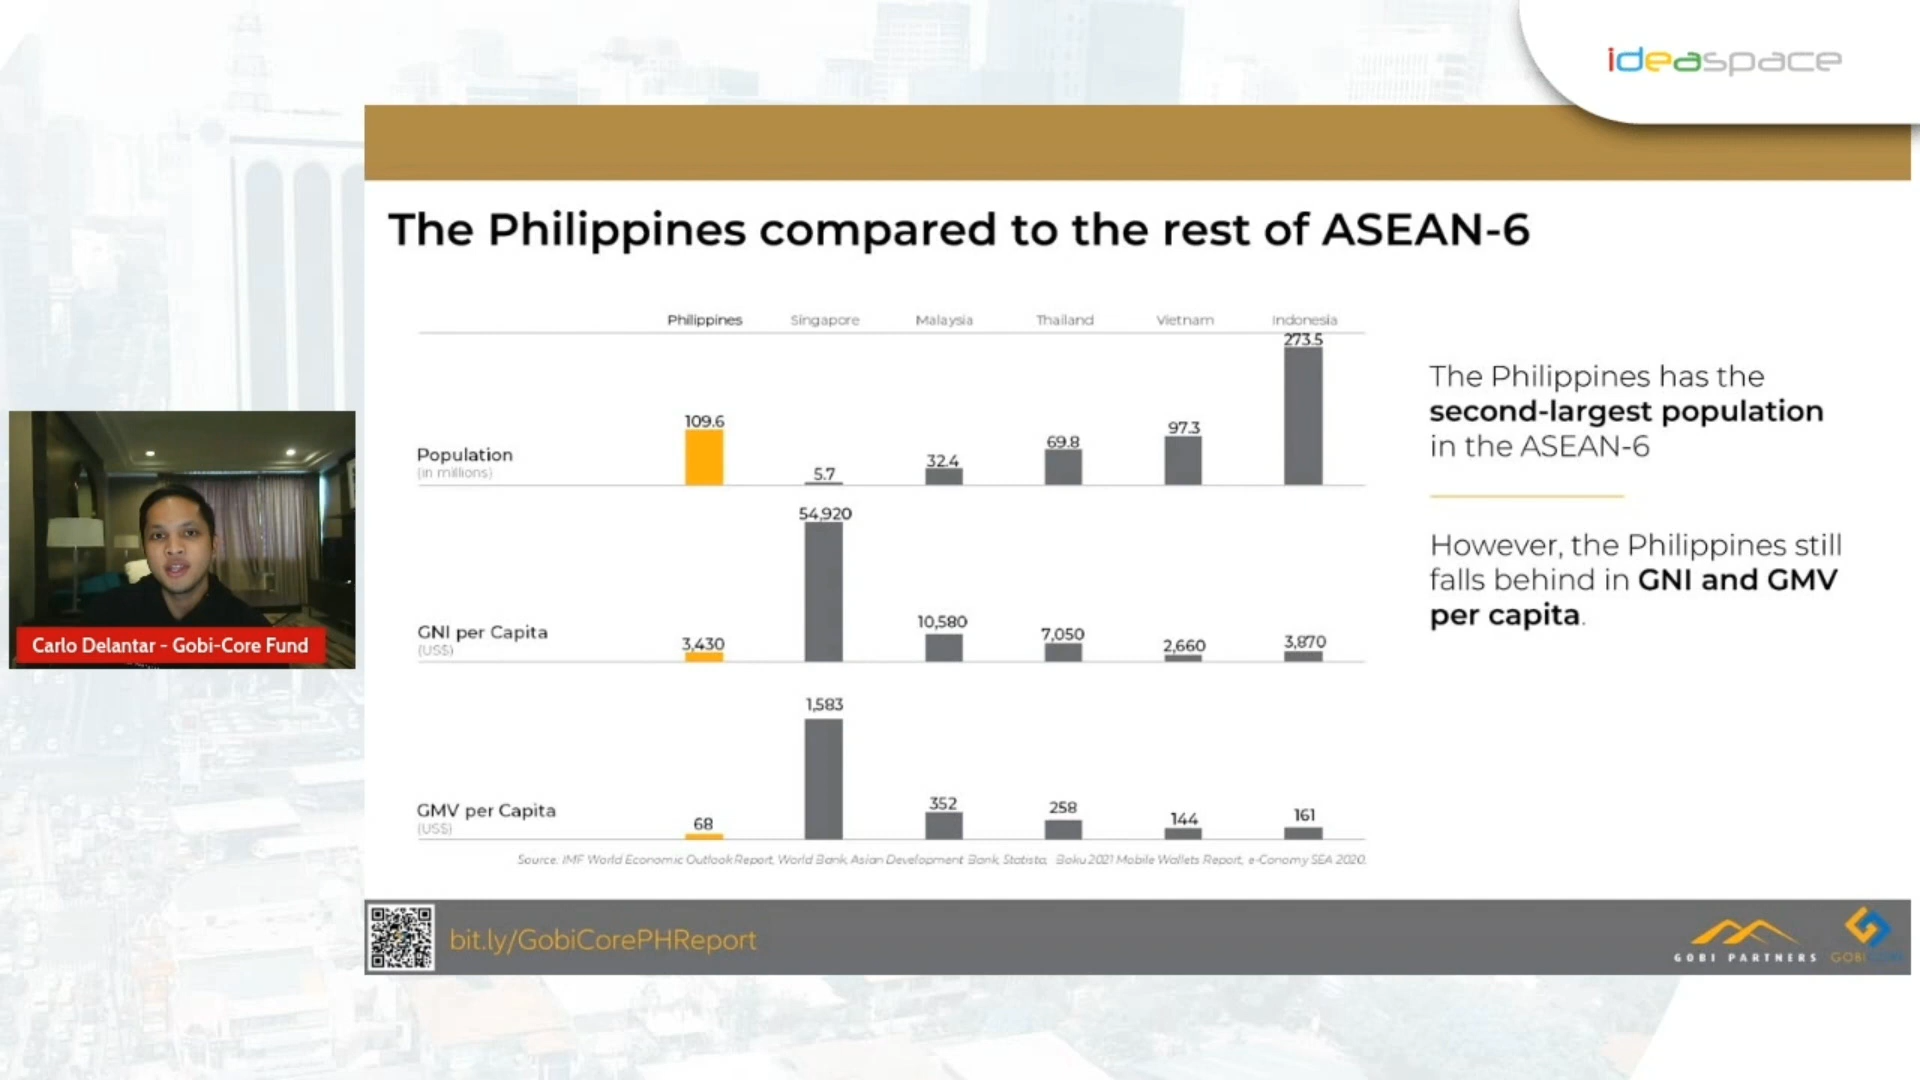 ideaspace
The Philippines compared to the rest of ASEAN-6
Philippines Singapore Malaysia Thailand Vietnam Indonesia
Population
(in millions)
109.6 5.7 32.4 69.8 97.3 273.5
GNI per Capita
(US$)
3,430 54,920 10,580 7,050 2,660 3,870
GMV per Capita
(US$)
68 1,583 352 258 144 161
Source: IMF World Economic Outlook Report, World Bank, Asian Development Bank, Statista, Boku 2021 Mobile Wallets Report, e-Conomy SEA 2020.
The Philippines has the
second-largest population
in the ASEAN-6
However, the Philippines still
falls behind in GNI and GMV
per capita.
Carlo Delantar - Gobi-Core Fund
bit.ly/GobiCorePHReport
GOBI PARTNERS
GOBI